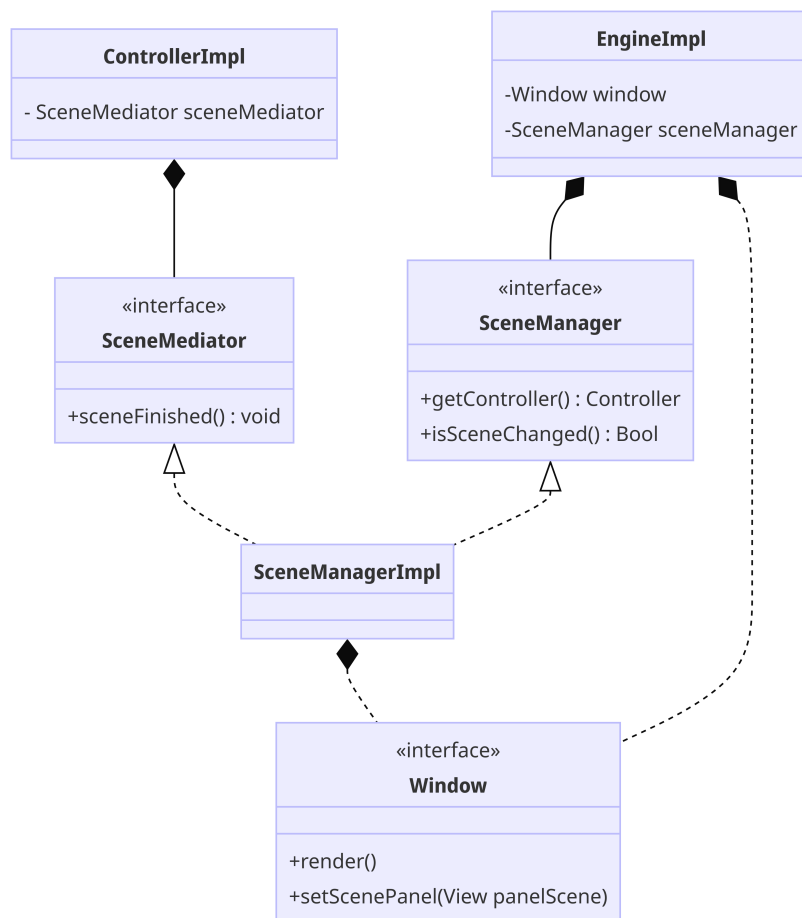 ControllerImpl
- SceneMediator sceneMediator
EngineImpl
-Window window
-SceneManager sceneManager
«interface»
SceneMediator
+sceneFinished() : void
«interface»
SceneManager
+getController() : Controller
+isSceneChanged() : Bool
SceneManagerImpl
«interface»
Window
+render()
+setScenePanel(View panelScene)